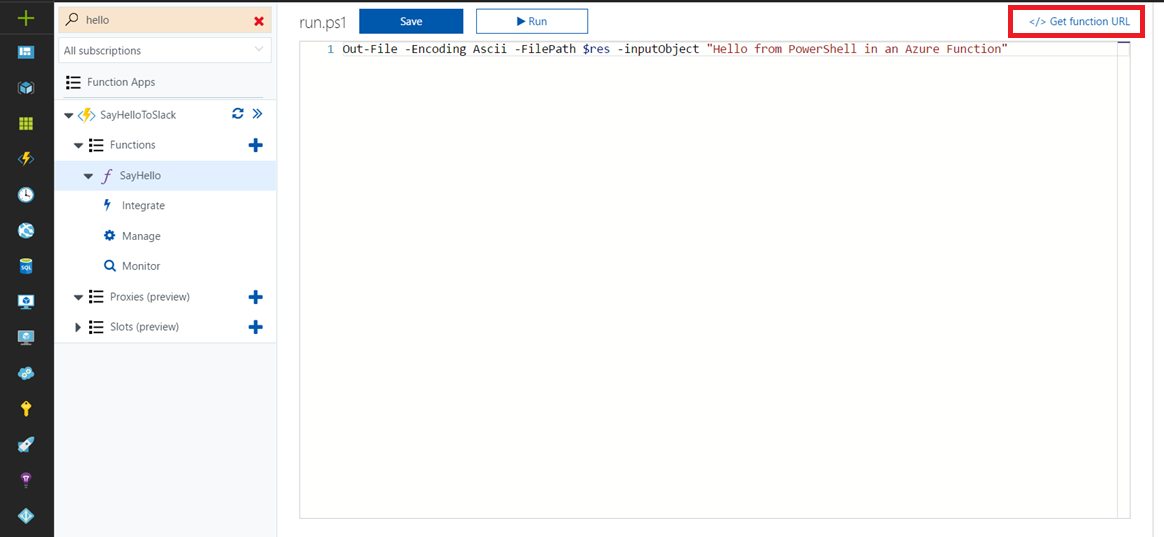 hello
All subscriptions
Function Apps
SayHelloToSlack
Functions
SayHello
Integrate
Manage
Monitor
Proxies (preview)
Slots (preview)
run.ps1
Save
Run
</> Get function URL
1 Out-File -Encoding Ascii -FilePath $res -inputObject "Hello from PowerShell in an Azure Function"
SQL